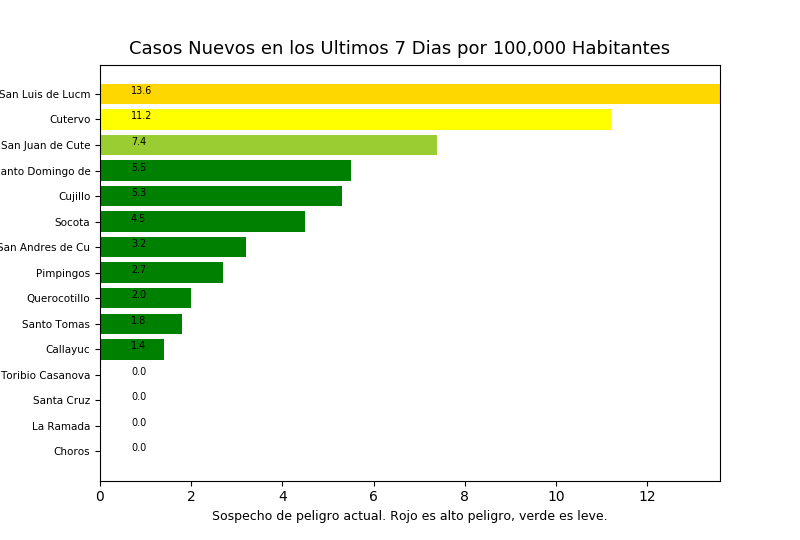 Casos Nuevos en los Ultimos 7 Dias por 100,000 Habitantes
San Luis de Lucm 13.6
Cutervo 11.2
San Juan de Cute 7.4
anto Domingo de 5.5
Cujillo 5.3
Socota 4.5
San Andres de Cu 3.2
Pimpingos 2.7
Querocotillo 2.0
Santo Tomas 1.8
Callayuc 1.4
Toribio Casanova 0.0
Santa Cruz 0.0
La Ramada 0.0
Choros 0.0
0 2 4 6 8 10 12
Sospecho de peligro actual. Rojo es alto peligro, verde es leve.